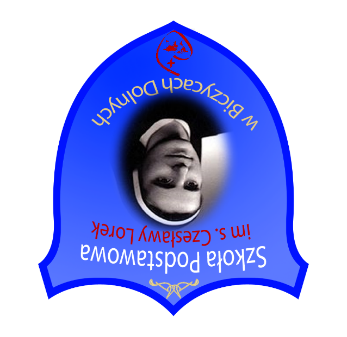 Szkoła Podstawowa
im s. Czesławy Lorek
w Biczycach Dolnych